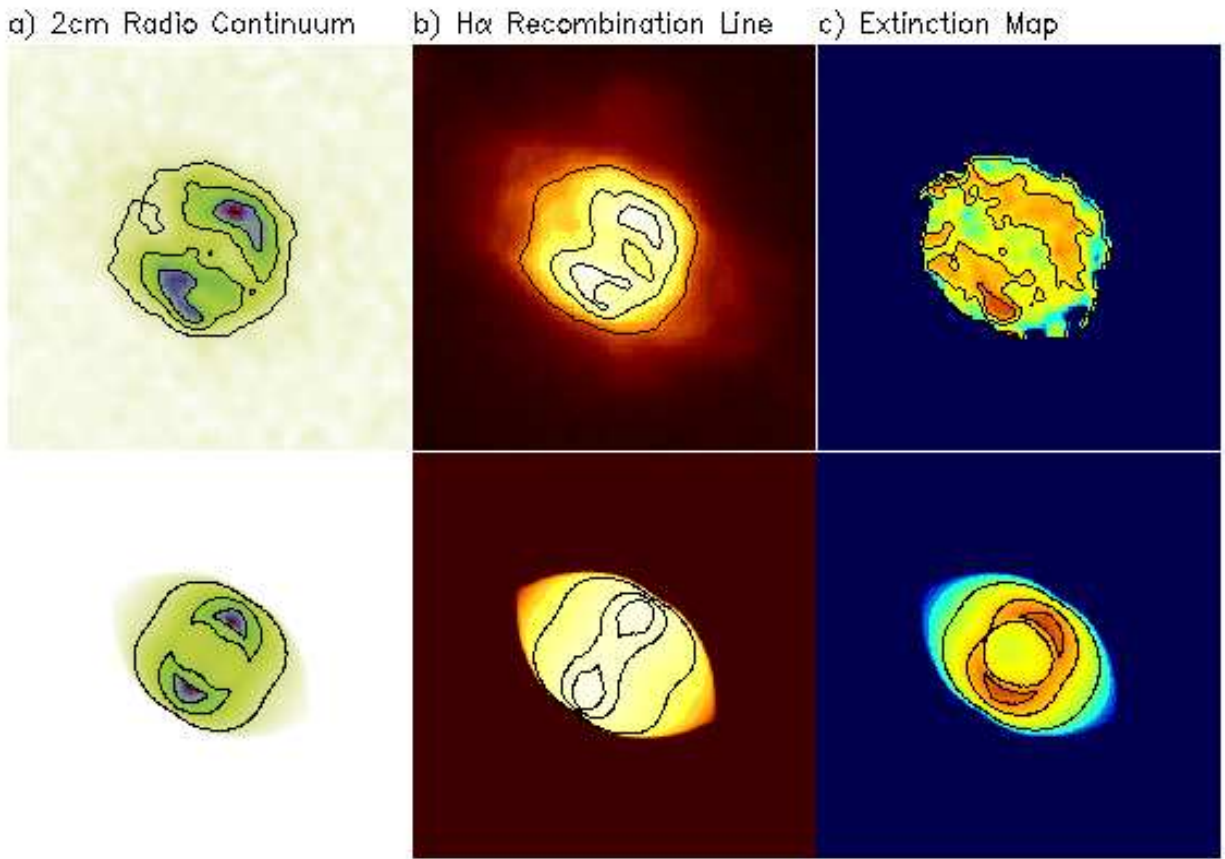 a) 2cm Radio Continuum
b) Hα Recombination Line
c) Extinction Map